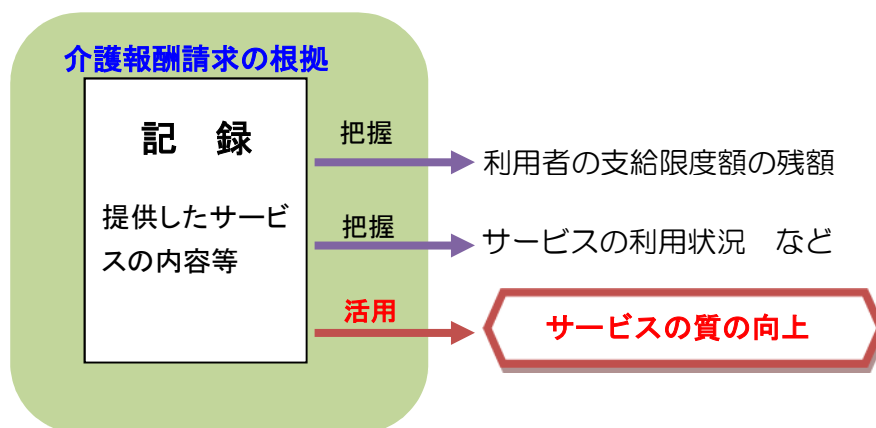 介護報酬請求の根拠
記　録
提供したサービ
スの内容等
把握
利用者の支給限度額の残額
把握
サービスの利用状況　など
活用
サービスの質の向上